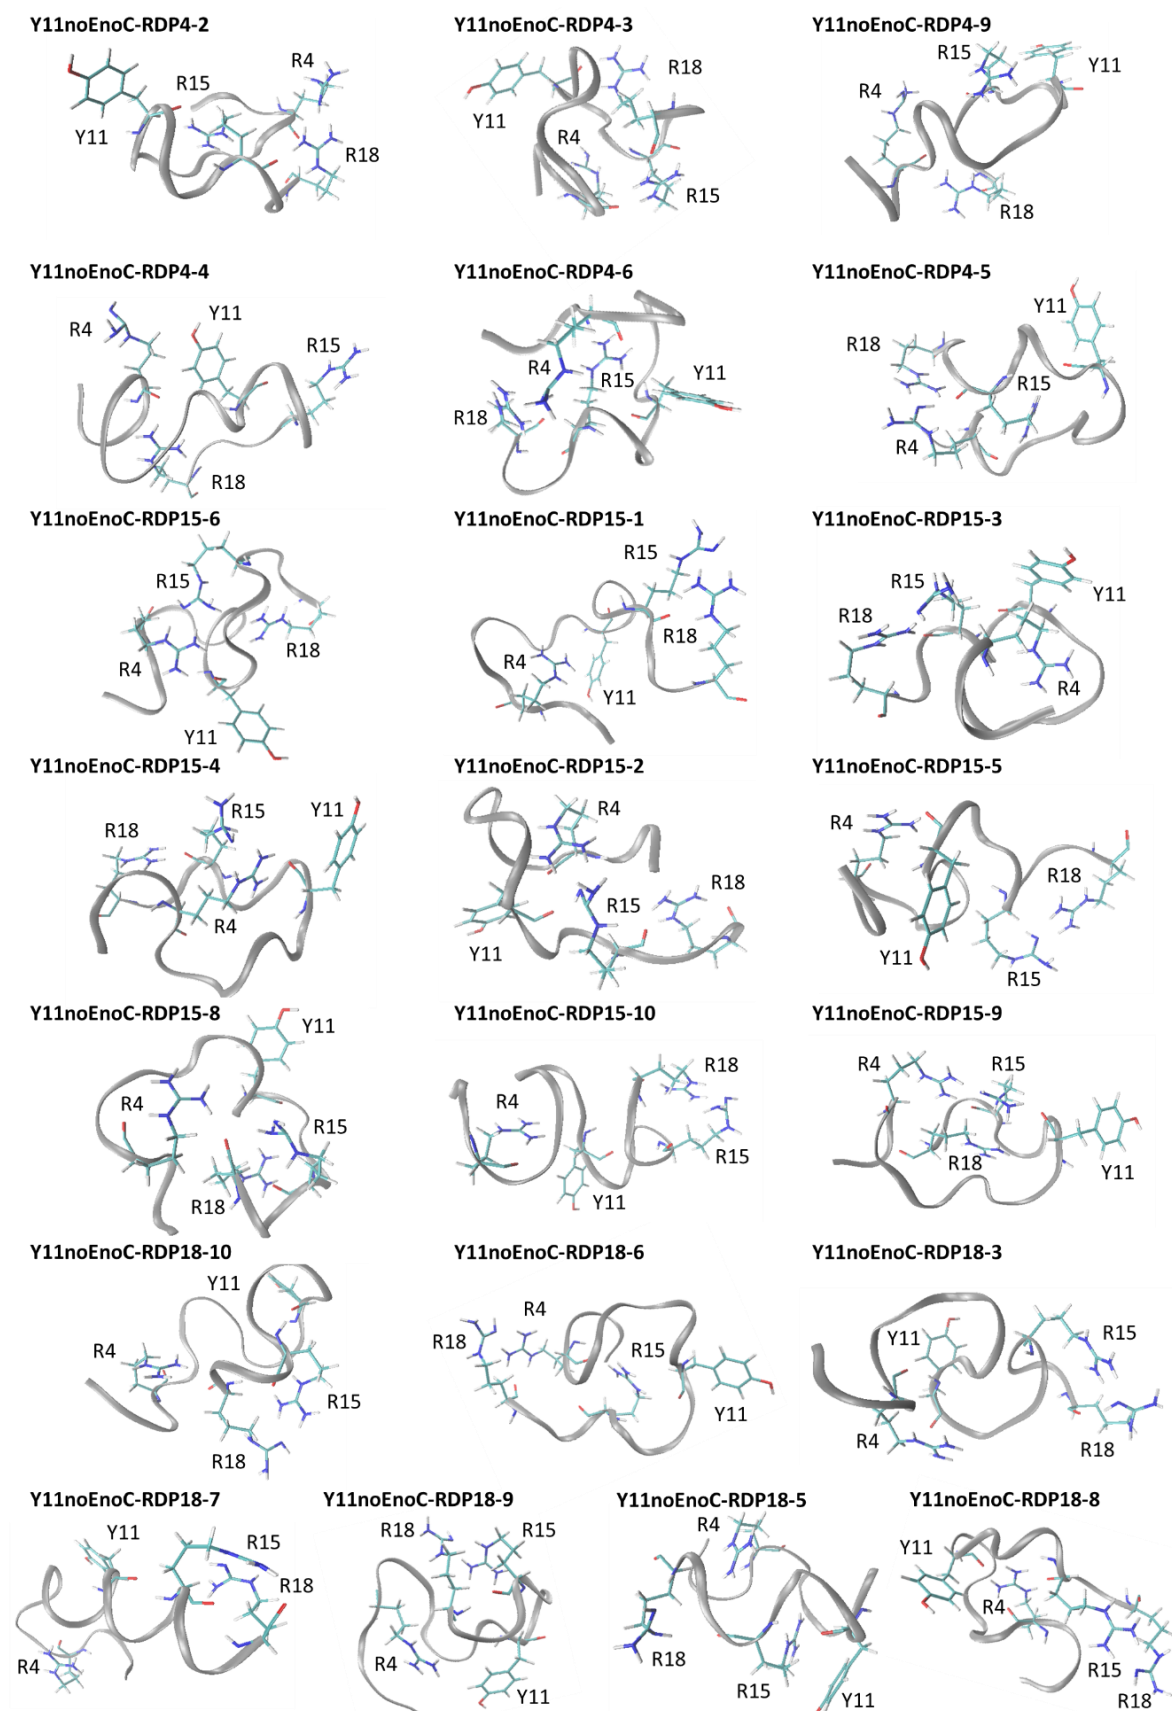 Y11noEnoC-RDP4-2 Y11noEnoC-RDP4-3 Y11noEnoC-RDP4-9
R15 R4 Y11 R18
R18 Y11 R4 R15
R15 Y11 R4 R18
Y11noEnoC-RDP4-4 Y11noEnoC-RDP4-6 Y11noEnoC-RDP4-5
R4 Y11 R15 R18
R4 R15 Y11 R18
Y11 R18 R15 R4
Y11noEnoC-RDP15-6 Y11noEnoC-RDP15-1 Y11noEnoC-RDP15-3
R15 R4 R18 Y11
R15 R18 R4 Y11
R15 Y11 R18 R4
Y11noEnoC-RDP15-4 Y11noEnoC-RDP15-2 Y11noEnoC-RDP15-5
R15 Y11 R18 R4
R4 R18 R15 Y11
R4 R18 Y11 R15
Y11noEnoC-RDP15-8 Y11noEnoC-RDP15-10 Y11noEnoC-RDP15-9
Y11 R4 R15 R18
R18 R4 R15 Y11
R4 R15 R18 Y11
Y11noEnoC-RDP18-10 Y11noEnoC-RDP18-6 Y11noEnoC-RDP18-3
Y11 R4 R15 R18
R4 R18 R15 Y11
Y11 R15 R4 R18
Y11noEnoC-RDP18-7 Y11noEnoC-RDP18-9 Y11noEnoC-RDP18-5 Y11noEnoC-RDP18-8
Y11 R15 R18 R4
R18 R15 R4 Y11
R4 R18 R15 Y11
Y11 R4 R15 R18